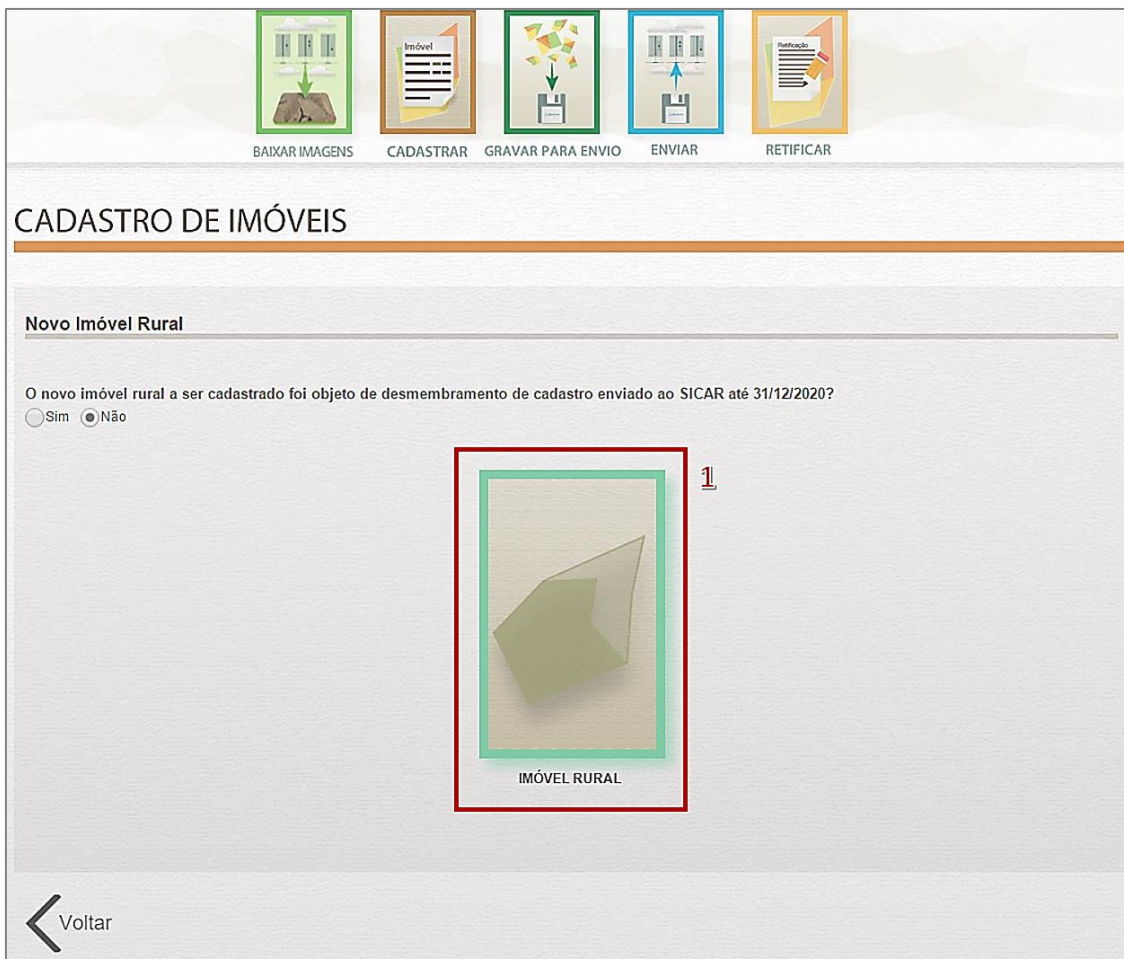 Imóvel
Retificação
BAIXAR IMAGENS CADASTRAR GRAVAR PARA ENVIO ENVIAR RETIFICAR
CADASTRO DE IMÓVEIS
Novo Imóvel Rural
O novo imóvel rural a ser cadastrado foi objeto de desmembramento de cadastro enviado ao SICAR até 31/12/2020?
Sim Não
1
IMÓVEL RURAL
Voltar